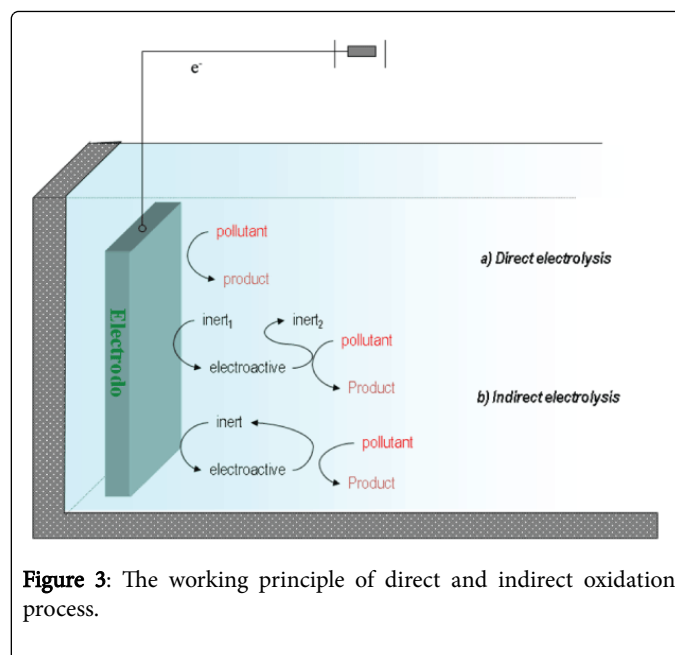 e-
pollutant
a) Direct electrolysis
product
Electrodo
inert1
inert2
pollutant
electroactive
Product
b) Indirect electrolysis
inert
pollutant
electroactive
Product
Figure 3: The working principle of direct and indirect oxidation
process.